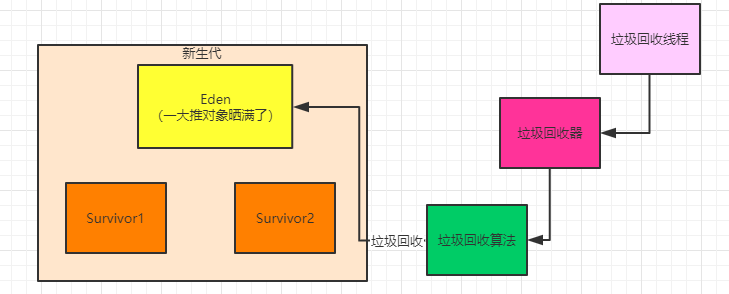 新生代
Eden
(一大推对象晒满了)
Survivor1
Survivor2
垃圾回收
垃圾回收算法
垃圾回收器
垃圾回收线程